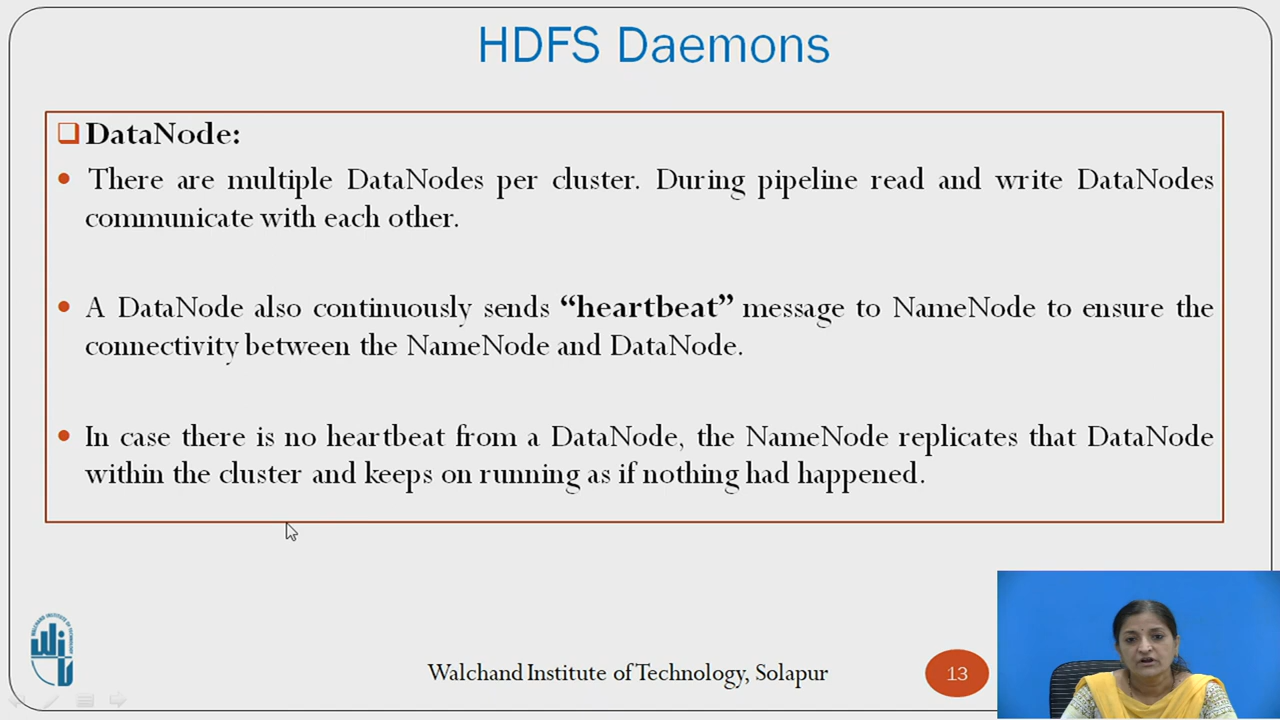 HDFS Daemons
DataNode:
There are multiple DataNodes per cluster. During pipeline read and write DataNodes
communicate with each other.
A DataNode also continuously sends “heartbeat” message to NameNode to ensure the
connectivity between the NameNode and DataNode.
In case there is no heartbeat from a DataNode, the NameNode replicates that DataNode
within the cluster and keeps on running as if nothing had happened.
Walchand Institute of Technology, Solapur
13